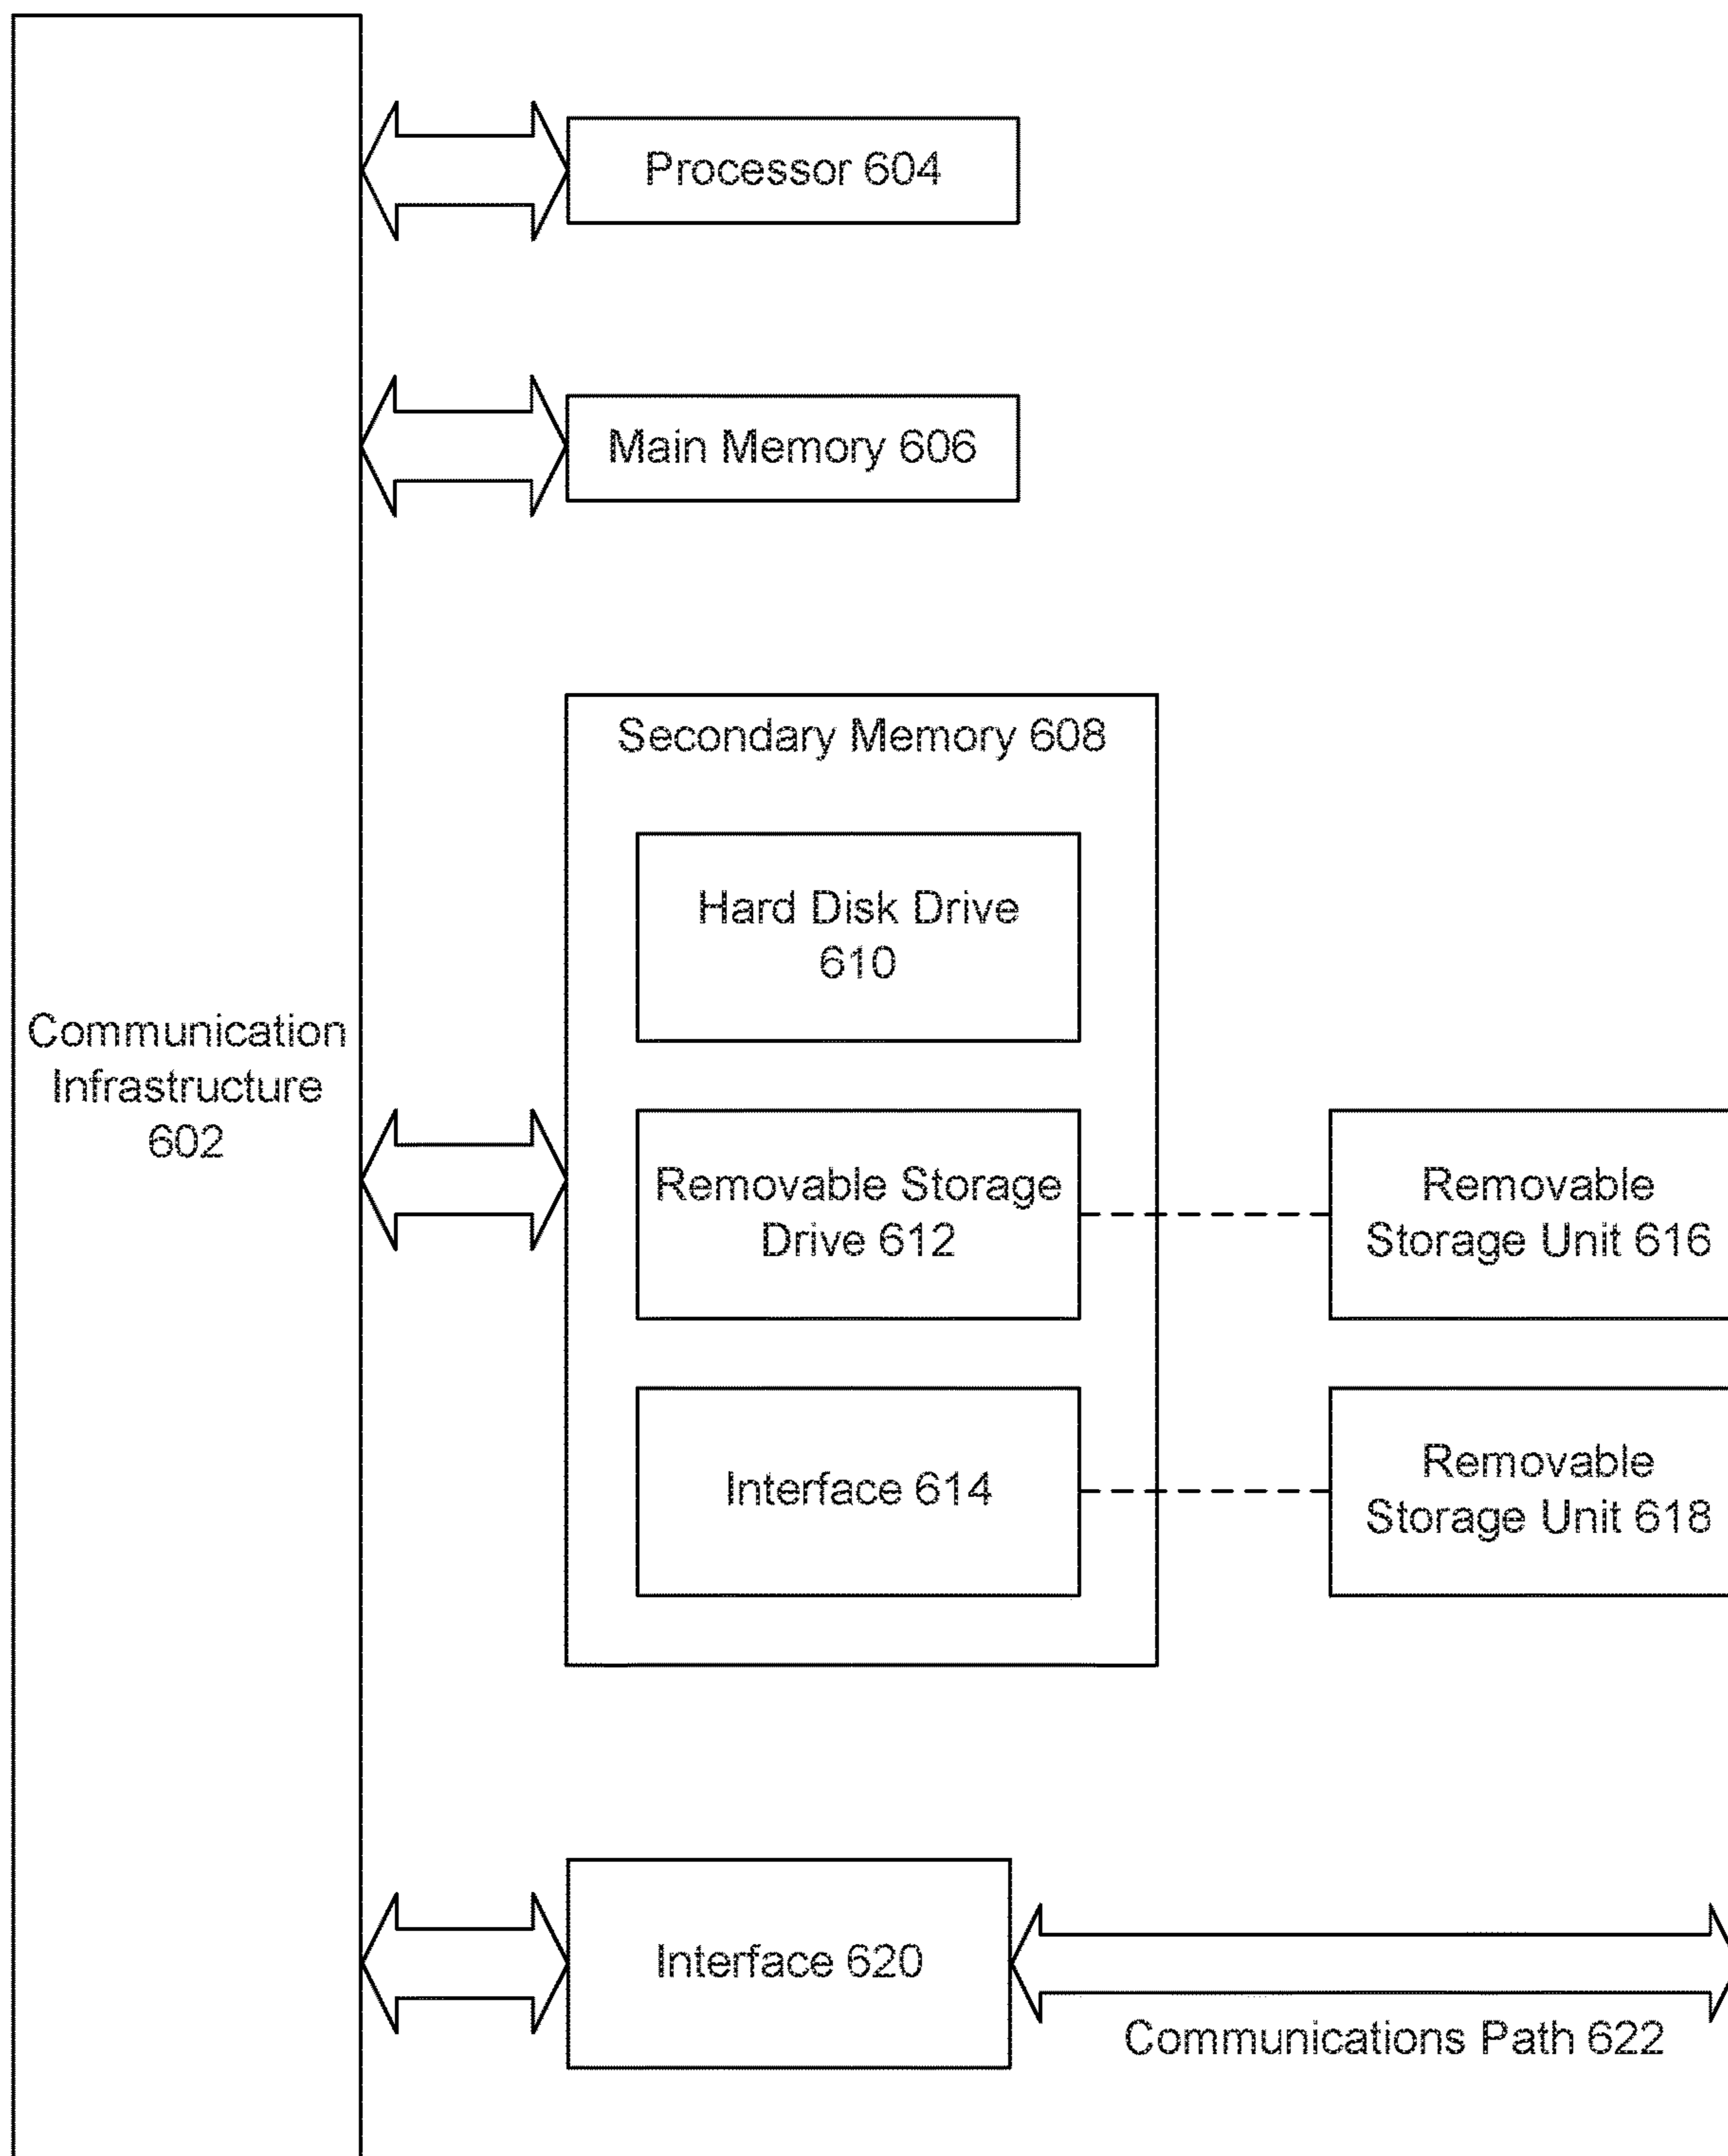 Processor 604
Main Memory 606
Secondary Memory 608
Hard Disk Drive
610
Communication
Infrastructure
602
Removable Storage
Drive 612
Removable
Storage Unit 616
Interface 614
Removable
Storage Unit 618
Interface 620
Communications Path 622